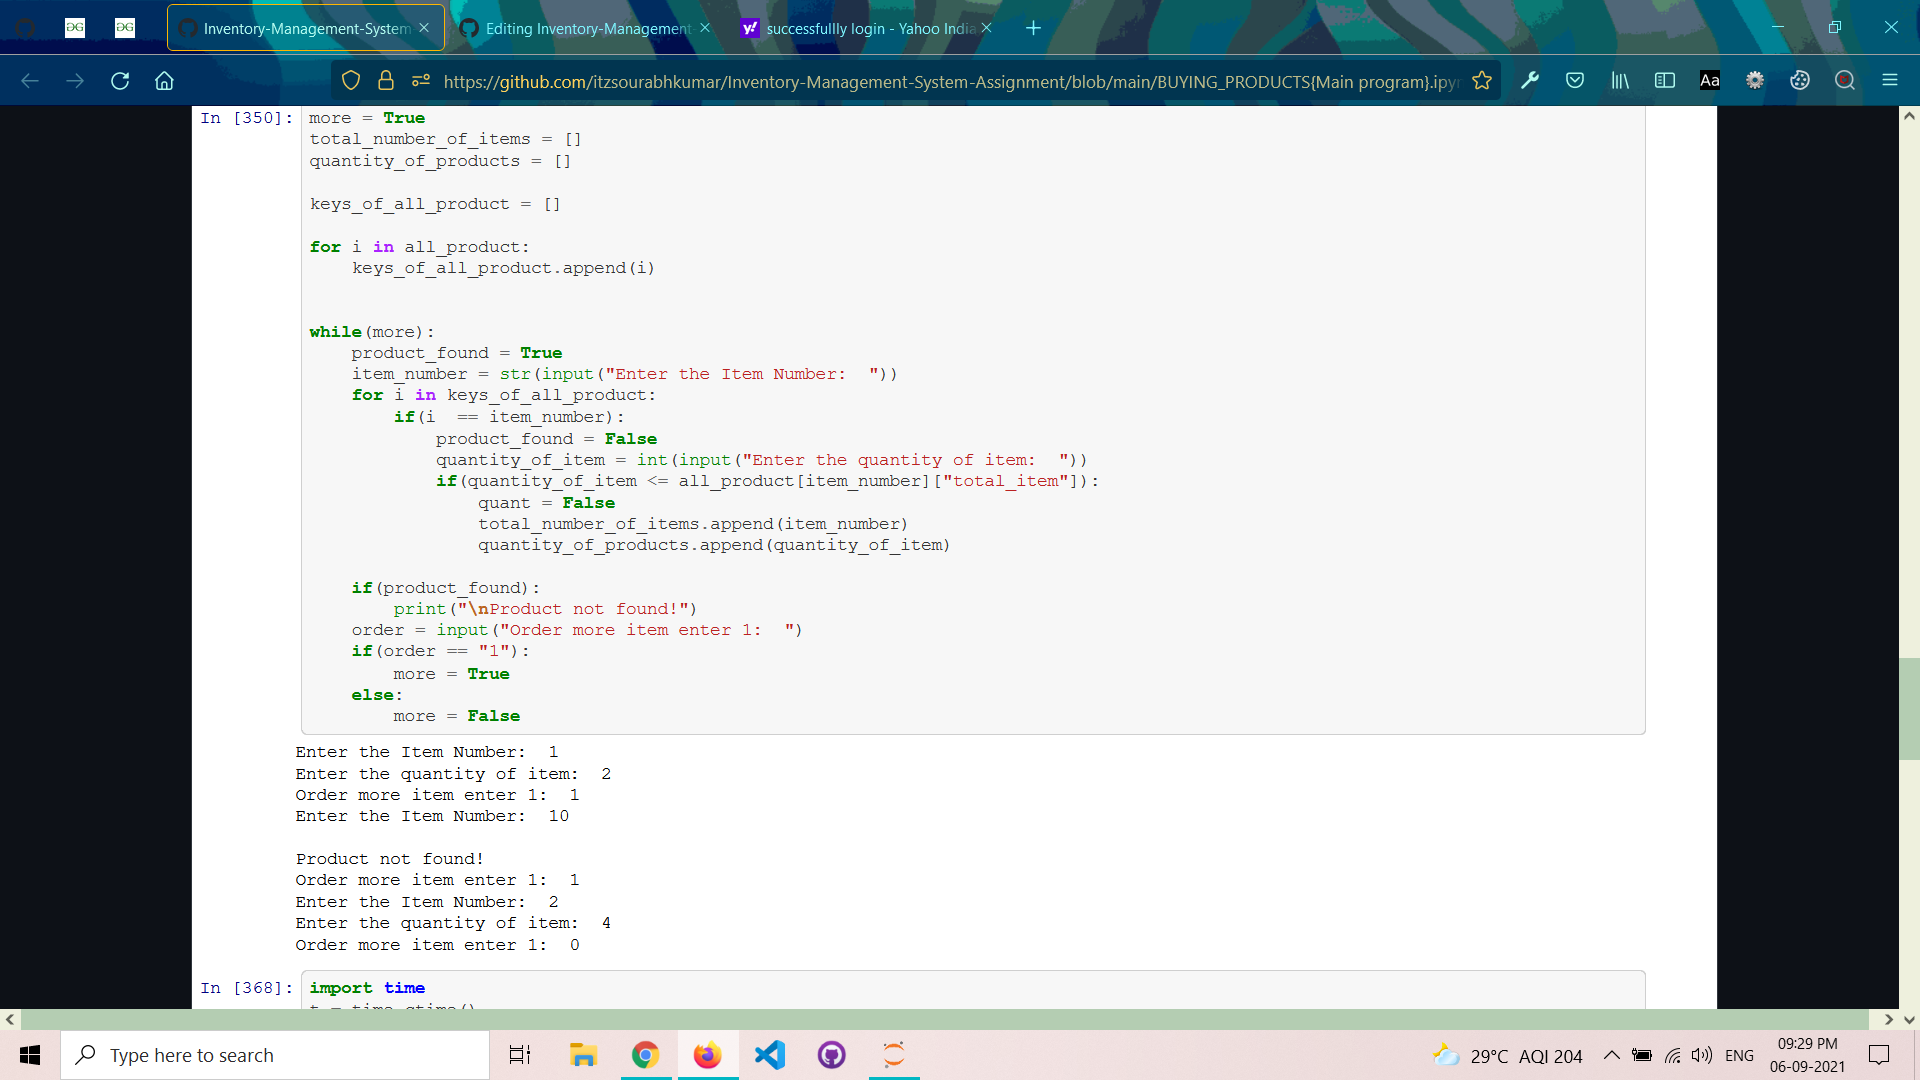 Inventory-Management-System
Editing Inventory-Management
successfullly login - Yahoo India
https://github.com/itzsourabhkumar/Inventory-Management-System-Assignment/blob/main/BUYING_PRODUCTS{Main program}.ipyn
Aa
In [350]:
more = True
total_number_of_items = []
quantity_of_products = []
keys_of_all_product = []
for i in all_product:
    keys_of_all_product.append(i)
while(more):
    product_found = True
    item_number = str(input("Enter the Item Number:  "))
    for i in keys_of_all_product:
        if(i  == item_number):
            product_found = False
            quantity_of_item = int(input("Enter the quantity of item:  "))
            if(quantity_of_item <= all_product[item_number]["total_item"]):
                quant = False
                total_number_of_items.append(item_number)
                quantity_of_products.append(quantity_of_item)
    if(product_found):
        print("\nProduct not found!")
    order = input("Order more item enter 1:  ")
    if(order == "1"):
        more = True
    else:
        more = False
Enter the Item Number:  1
Enter the quantity of item:  2
Order more item enter 1:  1
Enter the Item Number:  10
Product not found!
Order more item enter 1:  1
Enter the Item Number:  2
Enter the quantity of item:  4
Order more item enter 1:  0
In [368]:
import time
Type here to search
29°C AQI 204
ENG
09:29 PM
06-09-2021